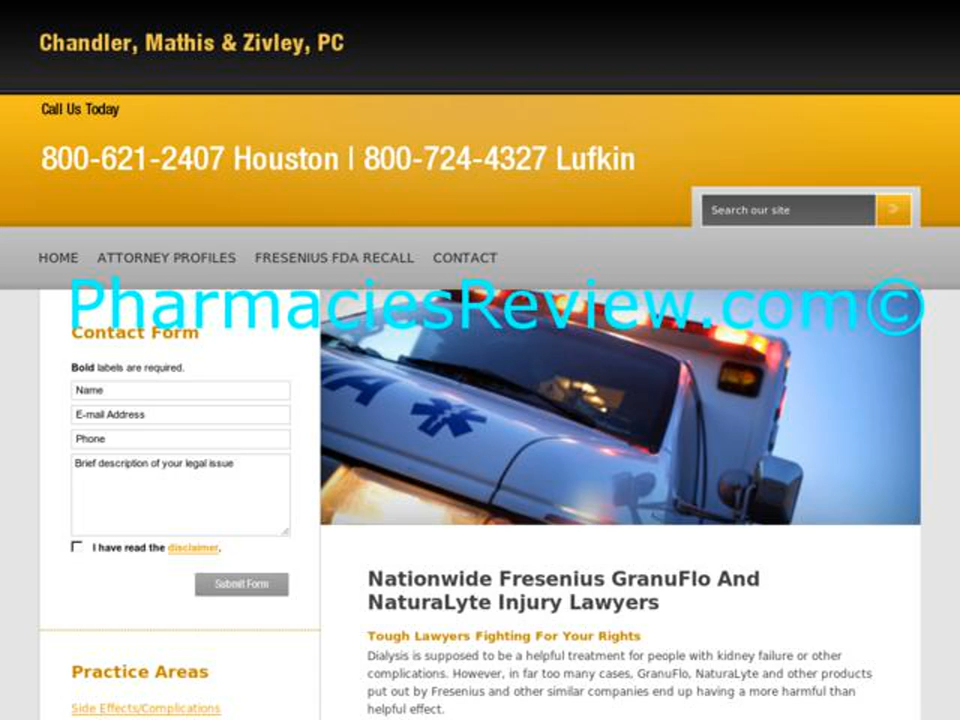 Chandler, Mathis & Zivley, PC
Call Us Today
800-621-2407 Houston | 800-724-4327 Lufkin
Search our site
HOME ATTORNEY PROFILES FRESENIUS FDA RECALL CONTACT
PharmaciesReview.com©
Contact Form
Bold labels are required.
Name
E-mail Address
Phone
Brief description of your legal issue
I have read the disclaimer.
Submit Form
Practice Areas
Side Effects/Complications
Nationwide Fresenius GranuFlo And
NaturaLyte Injury Lawyers
Tough Lawyers Fighting For Your Rights
Dialysis is supposed to be a helpful treatment for people with kidney failure or other
complications. However, in far too many cases, GranuFlo, NaturaLyte and other products
put out by Fresenius and other similar companies end up having a more harmful than
helpful effect.